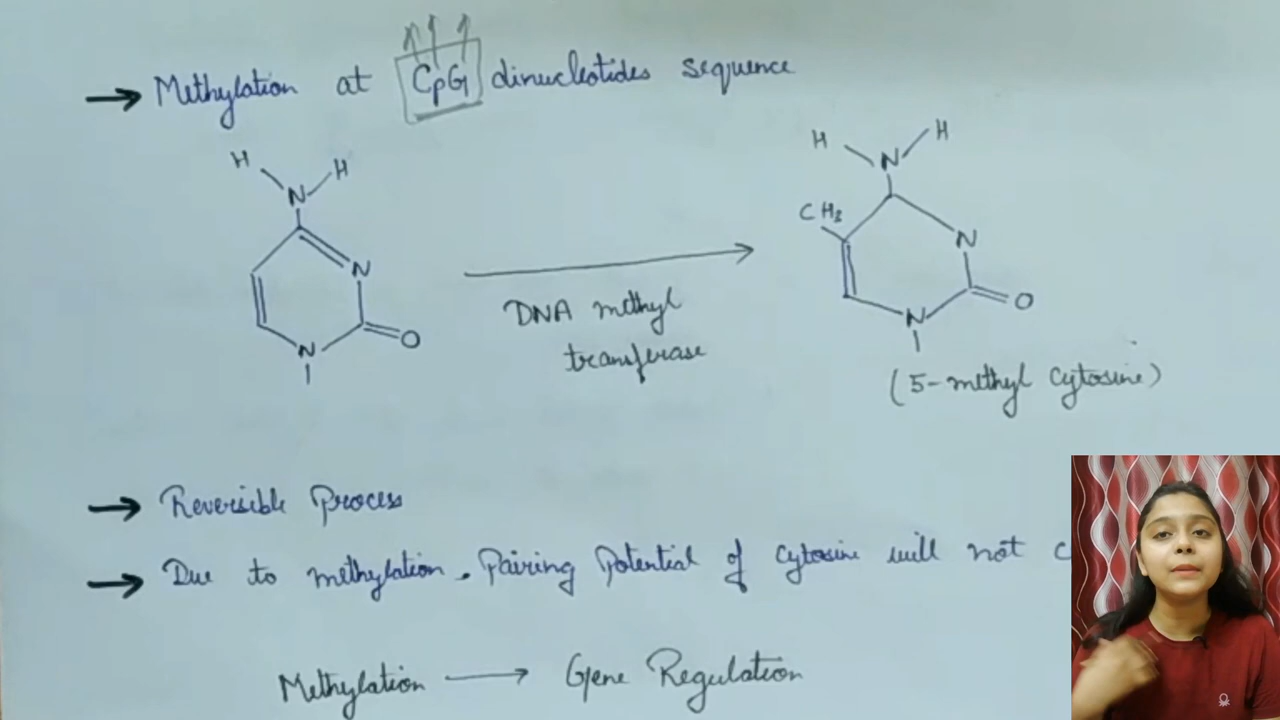 → Methylation at CpG dinucleotides sequence
H H
N
N
N
O
DNA methyl
transferase
H H
N
CH3
N
N
O
(5-methyl Cytosine)
→ Reversible Process
→ Due to methylation, Pairing Potential of Cytosine will not
Methylation → Gene Regulation